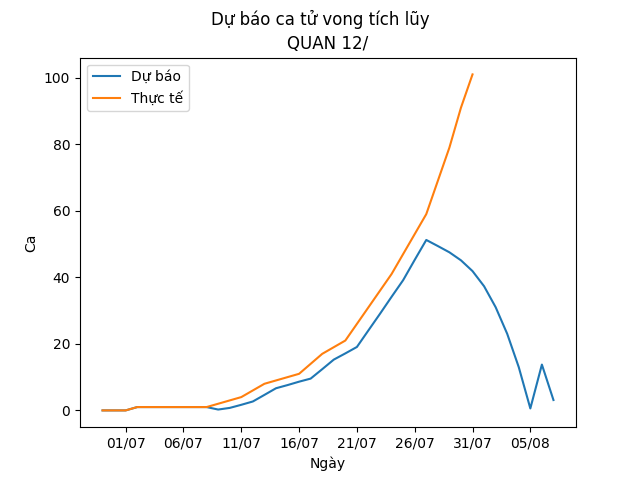 Dự báo ca tử vong tích lũy
QUAN 12/
Dự báo
Thực tế
100
80
60
40
20
0
Ca
01/07 06/07 11/07 16/07 21/07 26/07 31/07 05/08
Ngày